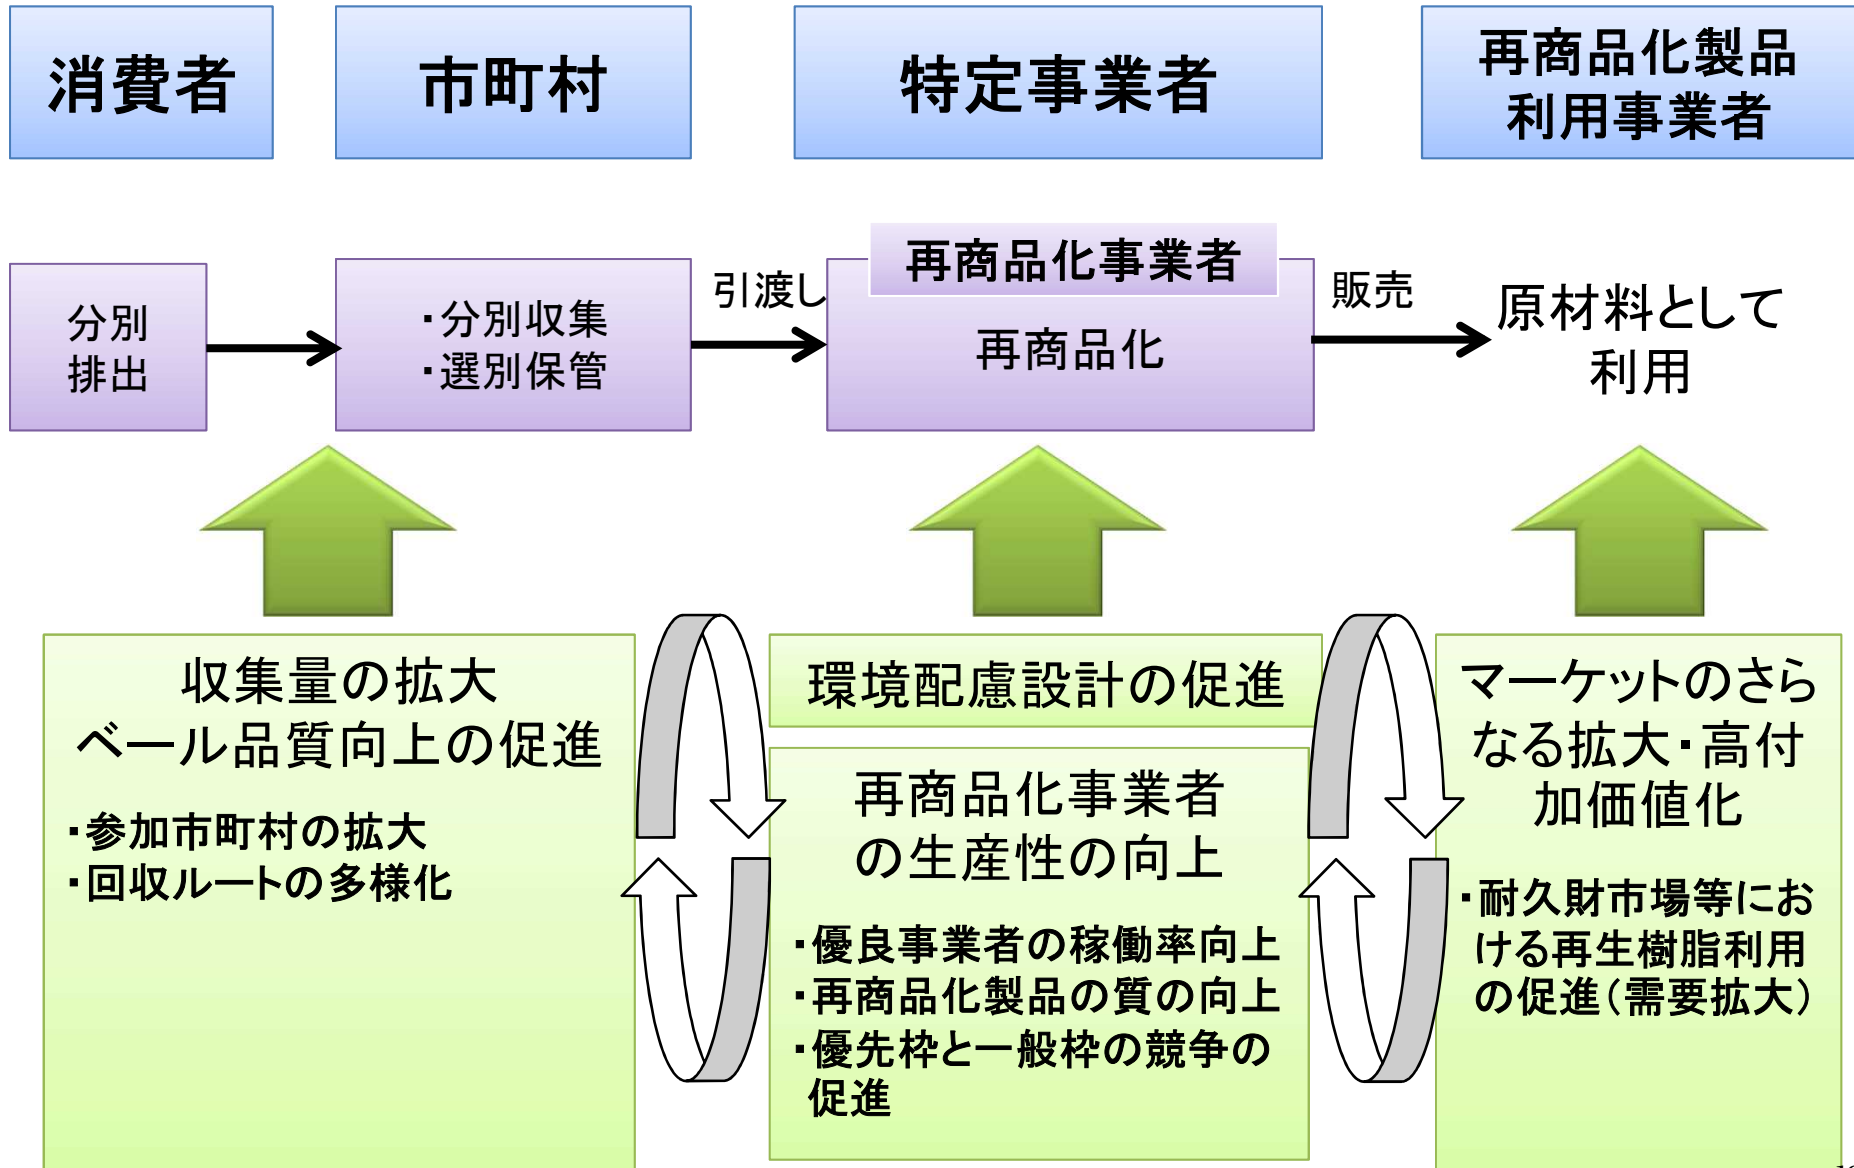 消費者
市町村
特定事業者
再商品化製品
利用事業者
分別
排出
・分別収集
・選別保管
引渡し
再商品化事業者
再商品化
販売
原材料として
利用
収集量の拡大
ベール品質向上の促進
・参加市町村の拡大
・回収ルートの多様化
環境配慮設計の促進
再商品化事業者
の生産性の向上
・優良事業者の稼働率向上
・再商品化製品の質の向上
・優先枠と一般枠の競争の
促進
マーケットのさら
なる拡大・高付
加価値化
・耐久財市場等にお
ける再生樹脂利用
の促進(需要拡大)